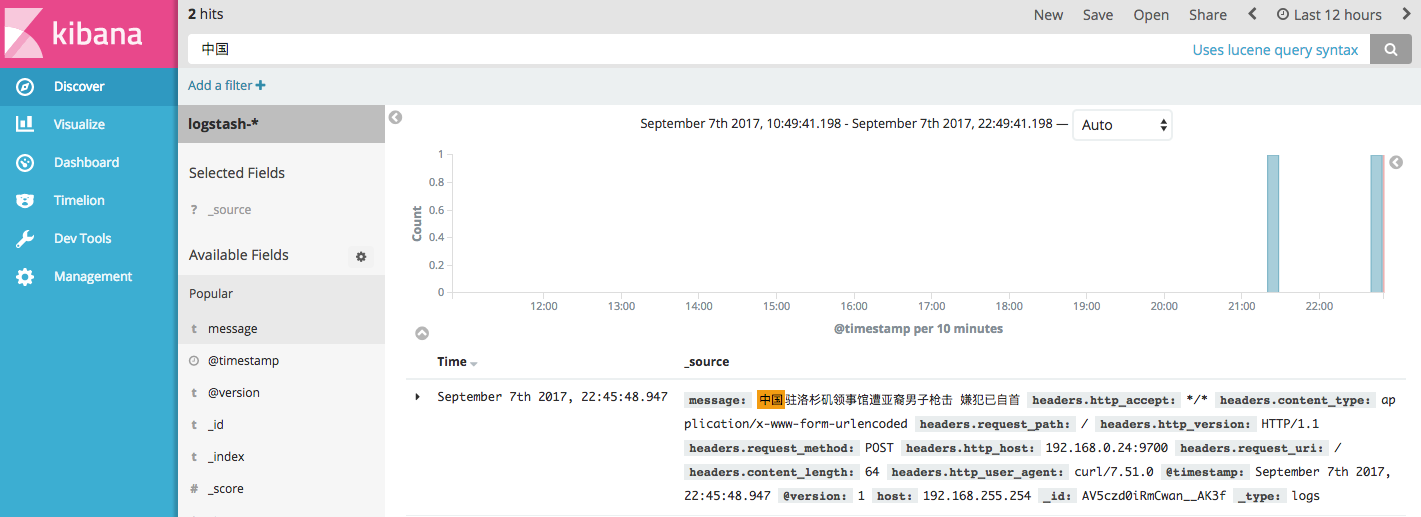 kibana
Discover
Visualize
Dashboard
Timelion
Dev Tools
Management
2 hits
New Save Open Share Last 12 hours
中国
Uses lucene query syntax
Add a filter +
logstash-*
Selected Fields
? _source
Available Fields
Popular
t message
@timestamp
t @version
t _id
t _index
# _score
September 7th 2017, 10:49:41.198 - September 7th 2017, 22:49:41.198 — Auto
Count
1
0.8
0.6
0.4
0.2
0
12:00 13:00 14:00 15:00 16:00 17:00 18:00 19:00 20:00 21:00 22:00
@timestamp per 10 minutes
Time _source
September 7th 2017, 22:45:48.947
message: 中国驻洛杉矶领事馆遭亚裔男子枪击 嫌犯已自首 headers.http_accept: */* headers.content_type: ap
plication/x-www-form-urlencoded headers.request_path: / headers.http_version: HTTP/1.1
headers.request_method: POST headers.http_host: 192.168.0.24:9700 headers.request_uri: /
headers.content_length: 64 headers.http_user_agent: curl/7.51.0 @timestamp: September 7th 2017,
22:45:48.947 @version: 1 host: 192.168.255.254 _id: AV5czd0iRmCwan__AK3f _type: logs